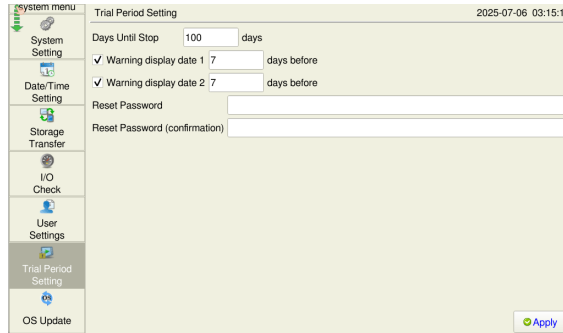 system menu
Trial Period Setting
2025-07-06 03:15:1
System
Setting
Days Until Stop 100 days
Warning display date 1 7 days before
Date/Time
Setting
Warning display date 2 7 days before
Reset Password
Storage
Transfer
Reset Password (confirmation)
I/O
Check
User
Settings
Trial Period
Setting
OS
OS Update
Apply